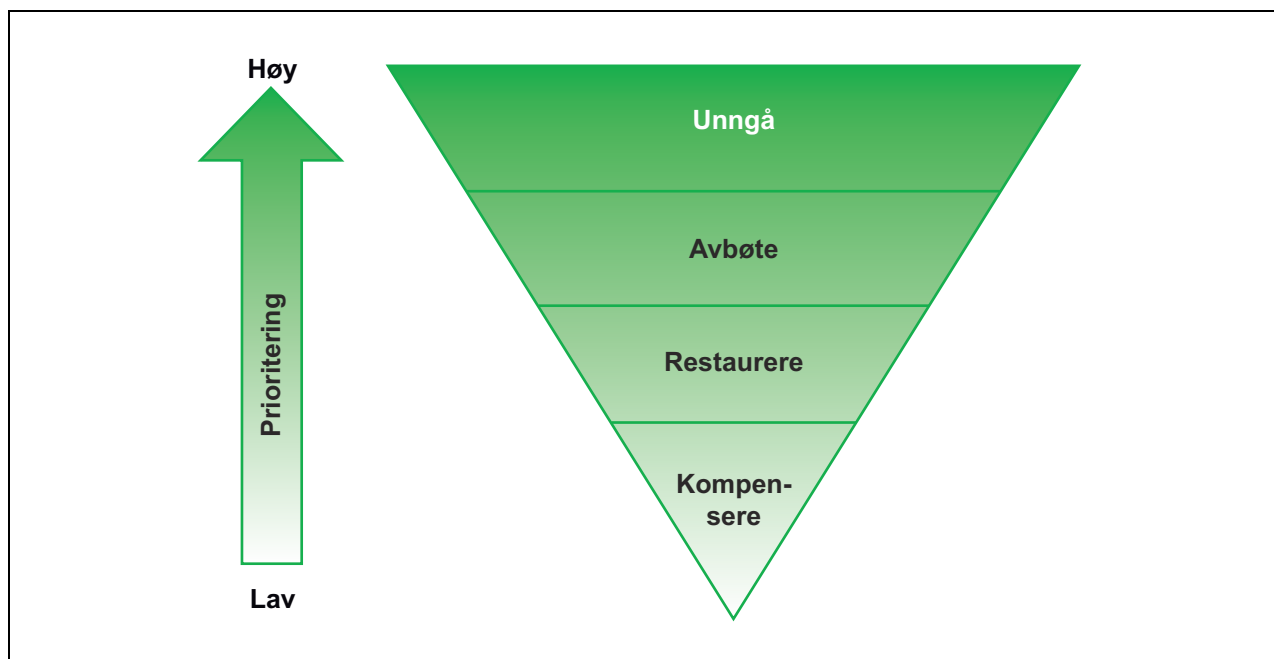 Høy
Prioritering
Lav
Unngå
Avbøte
Restaurere
Kompen-
sere